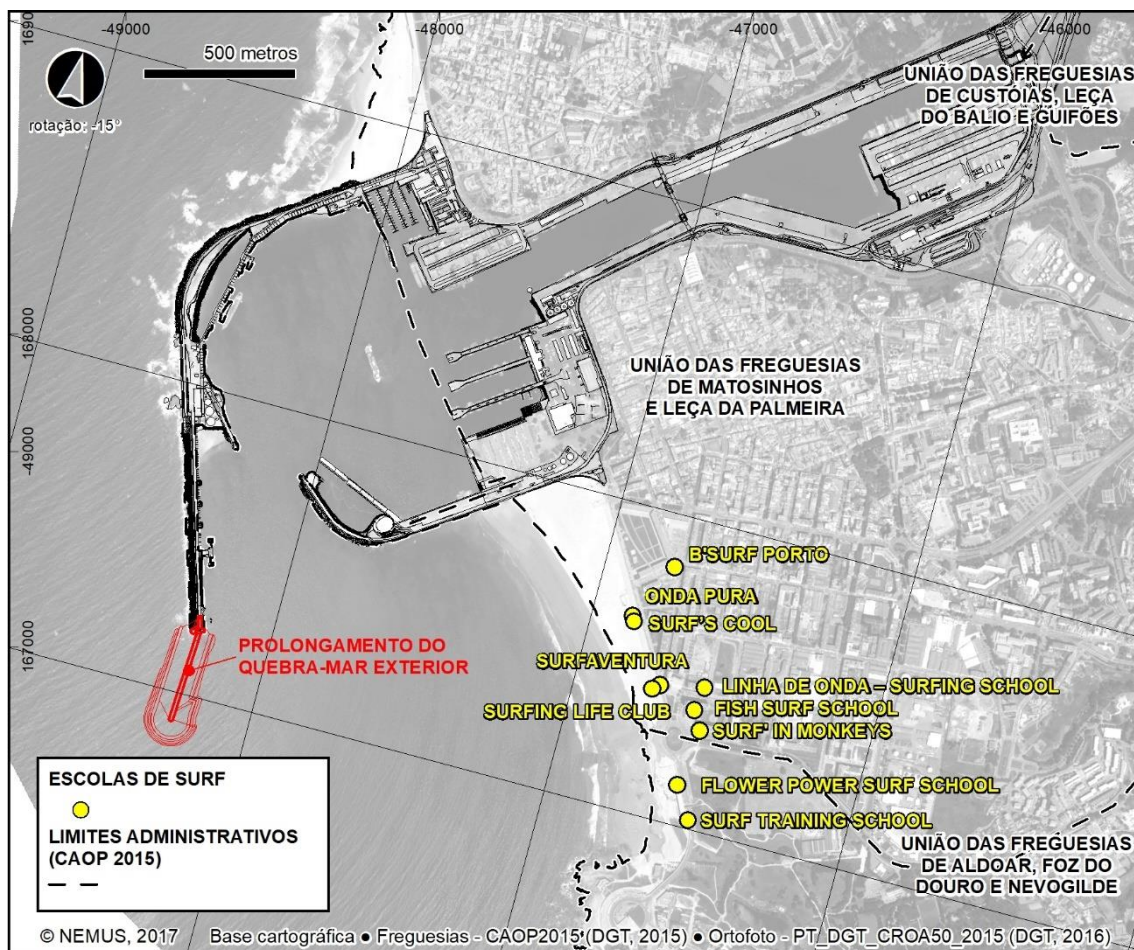 -49000
-48000
-47000
-46000
1690
168000
-49000
167000
500 metros
rotação: -15°
UNIÃO DAS FREGUESIAS
DE CUSTÓIAS, LEÇA
DO BALIO E GUIFÕES
UNIÃO DAS FREGUESIAS
DE MATOSINHOS
E LEÇA DA PALMEIRA
B'SURF PORTO
ONDA PURA
SURF'S COOL
SURFAVENTURA
LINHA DE ONDA – SURFING SCHOOL
SURFING LIFE CLUB
FISH SURF SCHOOL
SURF' IN MONKEYS
FLOWER POWER SURF SCHOOL
SURF TRAINING SCHOOL
PROLONGAMENTO DO
QUEBRA-MAR EXTERIOR
UNIÃO DAS FREGUESIAS
DE ALDOAR, FOZ DO
DOURO E NEVOGILDE
ESCOLAS DE SURF
LIMITES ADMINISTRATIVOS
(CAOP 2015)
© NEMUS, 2017 Base cartográfica ● Freguesias - CAOP2015 (DGT, 2015) ● Ortofoto - PT_DGT_CROA50_2015 (DGT, 2016)